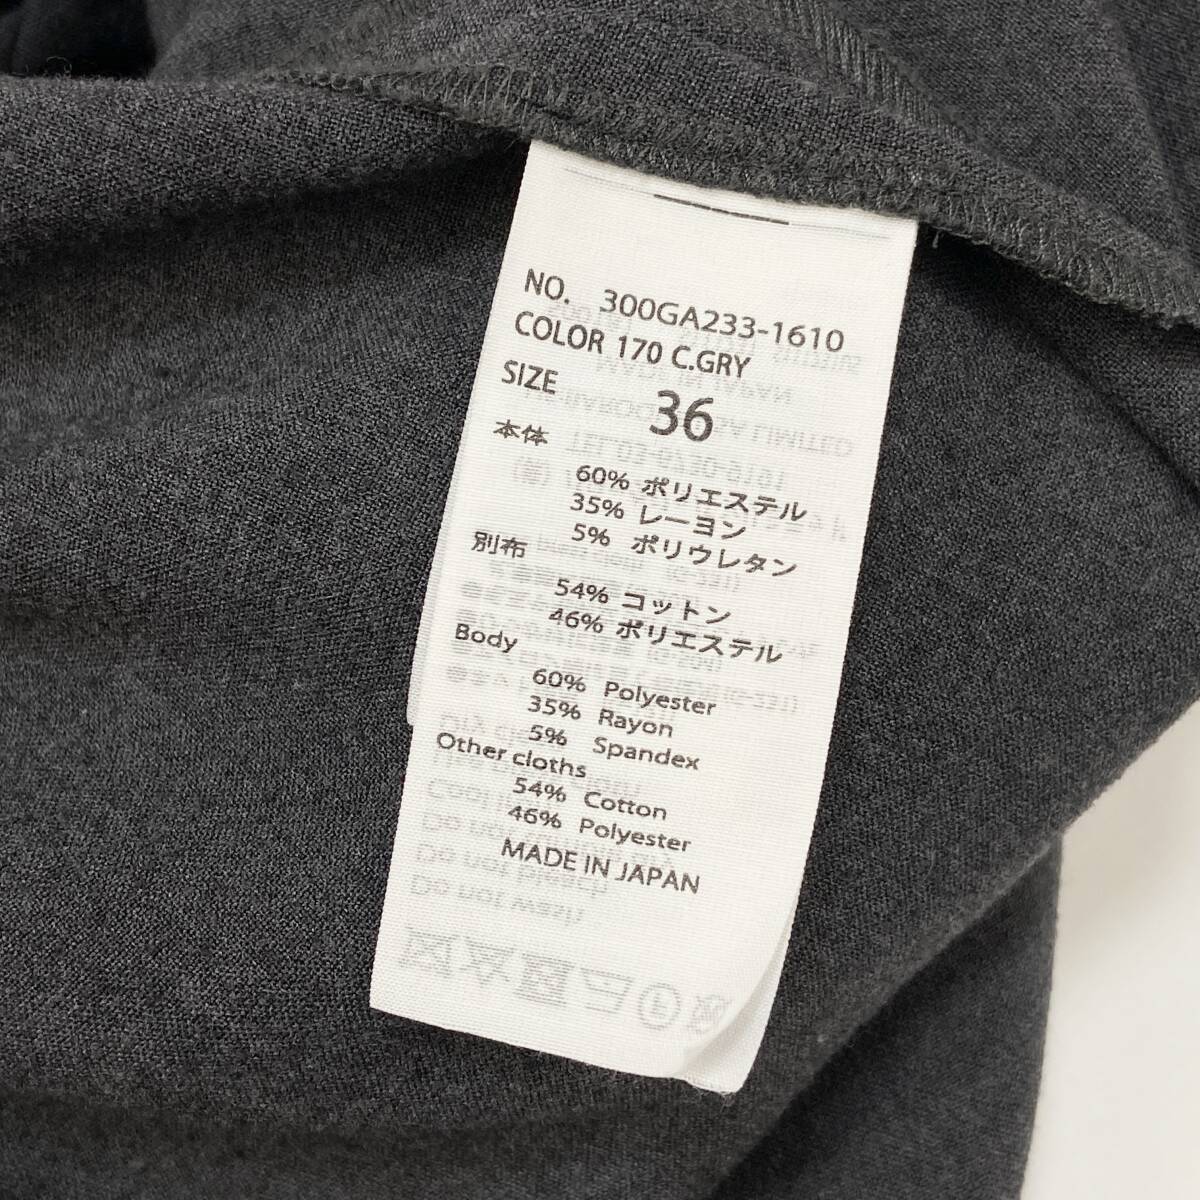 NO. 300GA233-1610
COLOR 170 C.GRY
SIZE 36
本体
60% ポリエステル
35% レーヨン
5% ポリウレタン
別布
54% コットン
46% ポリエステル
Body
60% Polyester
35% Rayon
5% Spandex
Other cloths
54% Cotton
46% Polyester
MADE IN JAPAN